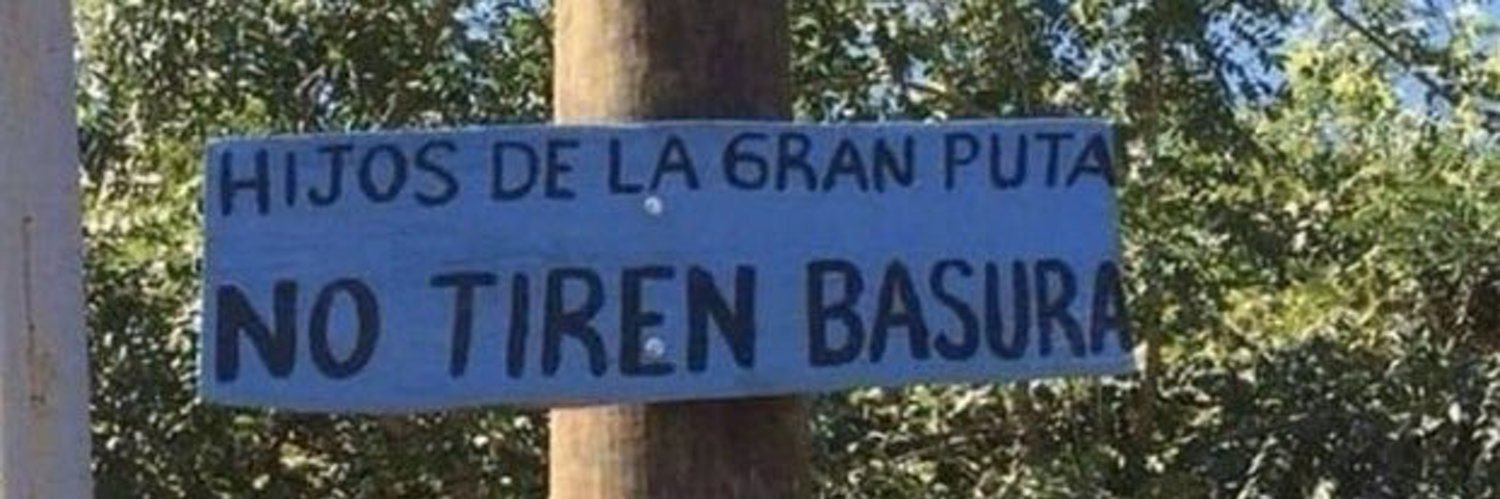 HIJOS DE LA GRAN PUTA
NO TIREN BASURA